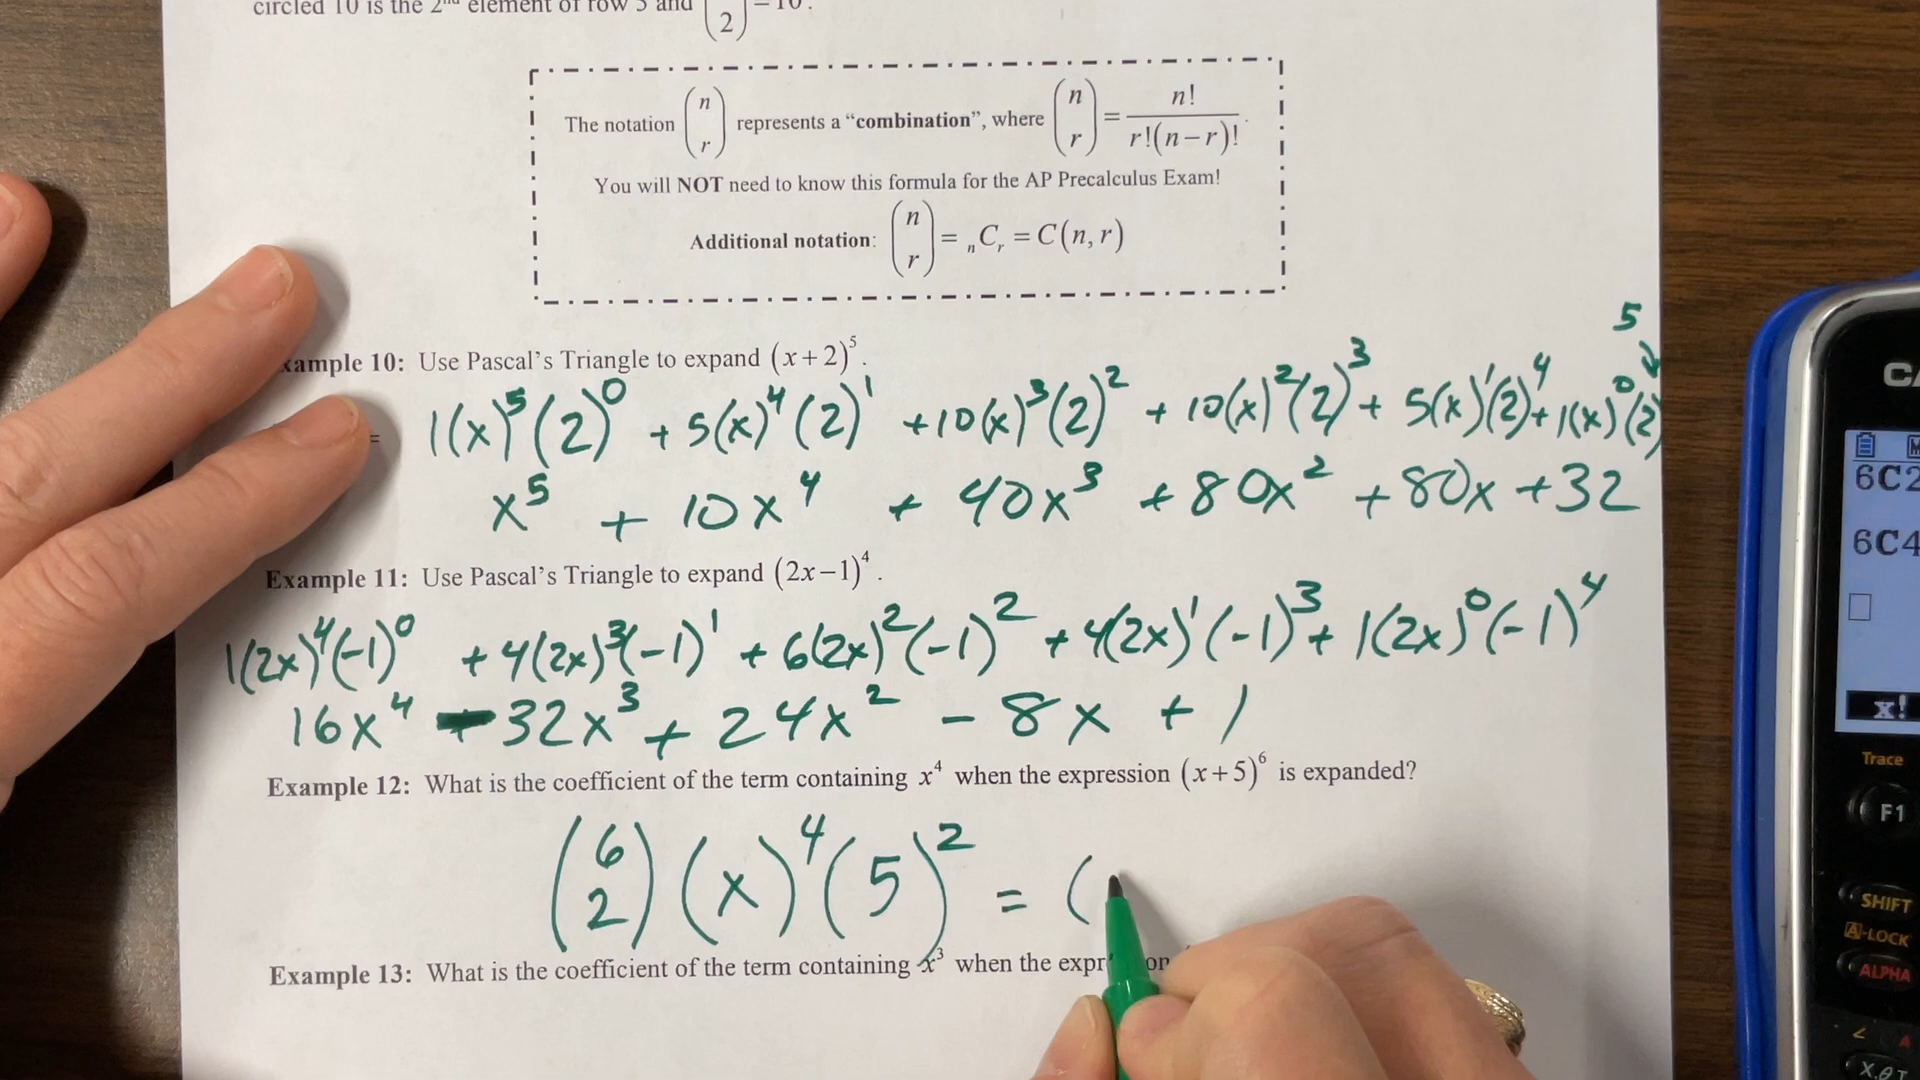 circled 10 is the 2nd element of row 5 and (  2) = 10.
The notation (n r) represents a “combination”, where (n r) = n! / r!(n−r)!.
You will NOT need to know this formula for the AP Precalculus Exam!
Additional notation: (n r) = nCr = C(n, r)
5
ample 10: Use Pascal’s Triangle to expand (x+2)^5.
= 1(x)^5(2)^0 + 5(x)^4(2)^1 + 10(x)^3(2)^2 + 10(x)^2(2)^3 + 5(x)^1(2)^4 + 1(x)^0(2)
x^5 + 10x^4 + 40x^3 + 80x^2 + 80x + 32
Example 11: Use Pascal’s Triangle to expand (2x−1)^4.
1(2x)^4(-1)^0 + 4(2x)^3(-1)^1 + 6(2x)^2(-1)^2 + 4(2x)^1(-1)^3 + 1(2x)^0(-1)^4
16x^4 - 32x^3 + 24x^2 - 8x + 1
Example 12: What is the coefficient of the term containing x^4 when the expression (x+5)^6 is expanded?
(6 2)(x)^4(5)^2 = (
Example 13: What is the coefficient of the term containing x^3 when the
CA
6C2
6C4
x!
Trace
F1
SHIFT
A-LOCK
ALPHA
∠ A
X,θ,T